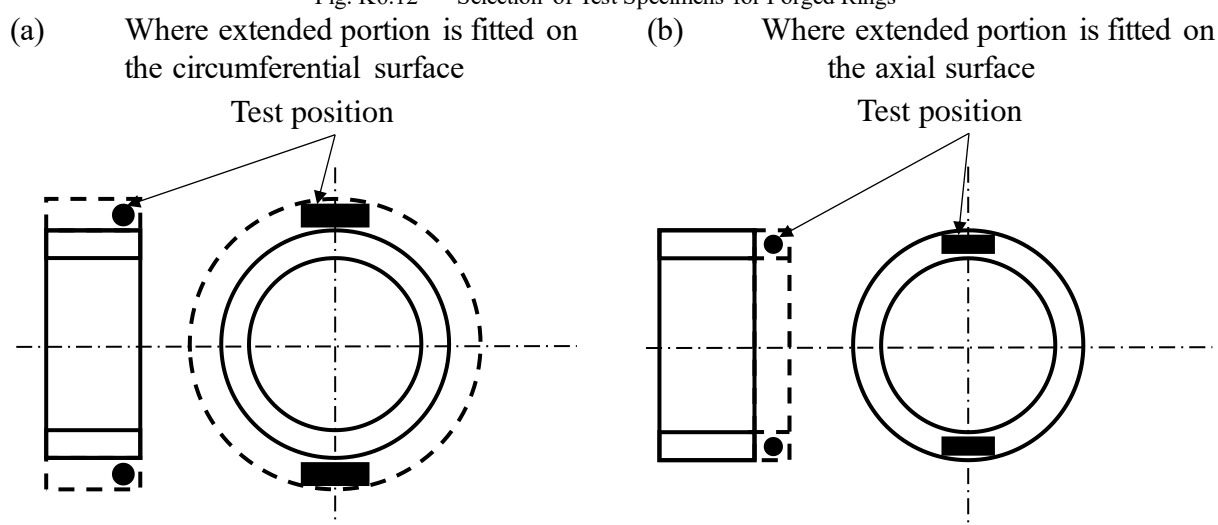 Fig. K6.12 Selection of Test Specimens for Forged Rings
(a) Where extended portion is fitted on
the circumferential surface
Test position
(b) Where extended portion is fitted on
the axial surface
Test position